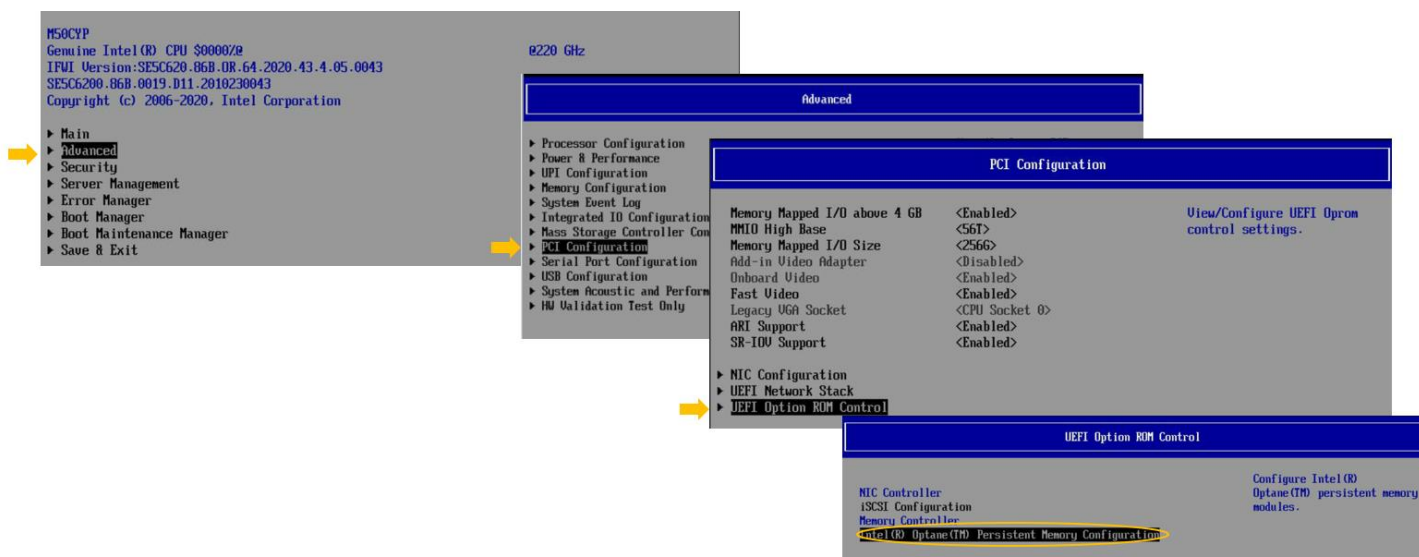 M50CYP
Genuine Intel(R) CPU $0000%@
@220 GHz
IFWI Version:SE5C620.86B.OR.64.2020.43.4.05.0043
SE5C6200.86B.0019.D11.2010230043
Copyright (c) 2006-2020, Intel Corporation
Main
Advanced
Security
Server Management
Error Manager
Boot Manager
Boot Maintenance Manager
Save & Exit
Advanced
Processor Configuration
Power & Performance
UPI Configuration
Memory Configuration
System Event Log
Integrated IO Configuration
Mass Storage Controller Con
PCI Configuration
Serial Port Configuration
USB Configuration
System Acoustic and Perform
HW Validation Test Only
PCI Configuration
Memory Mapped I/O above 4 GB <Enabled>
MMIO High Base <56T>
Memory Mapped I/O Size <256G>
Add-in Video Adapter <Disabled>
Onboard Video <Enabled>
Fast Video <Enabled>
Legacy VGA Socket <CPU Socket 0>
ARI Support <Enabled>
SR-IOV Support <Enabled>
View/Configure UEFI Oprom
control settings.
NIC Configuration
UEFI Network Stack
UEFI Option ROM Control
UEFI Option ROM Control
NIC Controller
iSCSI Configuration
Memory Controller
Intel(R) Optane(TM) Persistent Memory Configuration
Configure Intel(R)
Optane(TM) persistent memory
modules.